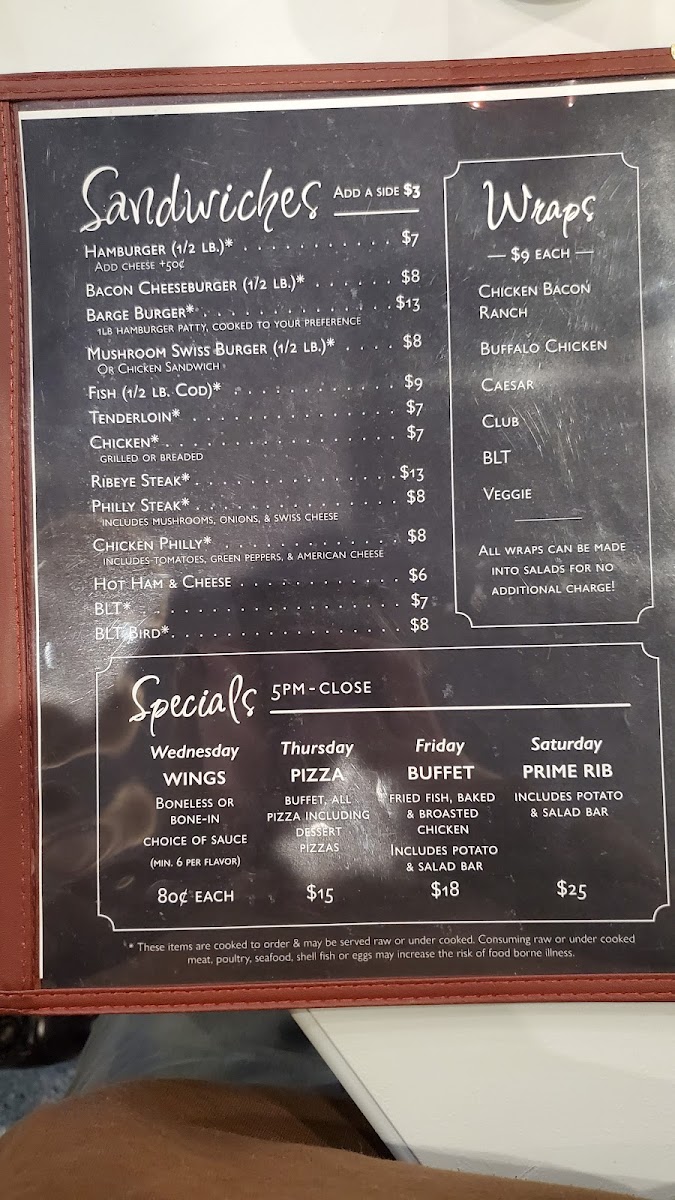 Sandwiches ADD A SIDE $3
HAMBURGER (1/2 LB.)* . . . . . . . . . . . $7
ADD CHEESE +50¢
BACON CHEESEBURGER (1/2 LB.)* . . . . . . $8
BARGE BURGER* . . . . . . . . . . . . . . $13
1LB HAMBURGER PATTY, COOKED TO YOUR PREFERENCE
MUSHROOM SWISS BURGER (1/2 LB.)* . . . . $8
OR CHICKEN SANDWICH
FISH (1/2 LB. COD)* . . . . . . . . . . . . $9
TENDERLOIN* . . . . . . . . . . . . . . . $7
CHICKEN* . . . . . . . . . . . . . . . . . $7
GRILLED OR BREADED
RIBEYE STEAK* . . . . . . . . . . . . . . $13
PHILLY STEAK* . . . . . . . . . . . . . . $8
INCLUDES MUSHROOMS, ONIONS, & SWISS CHEESE
CHICKEN PHILLY* . . . . . . . . . . . . . $8
INCLUDES TOMATOES, GREEN PEPPERS, & AMERICAN CHEESE
HOT HAM & CHEESE . . . . . . . . . . . . $6
BLT* . . . . . . . . . . . . . . . . . . . $7
BLT BIRD* . . . . . . . . . . . . . . . . $8
Wraps
— $9 EACH —
CHICKEN BACON
RANCH
BUFFALO CHICKEN
CAESAR
CLUB
BLT
VEGGIE
ALL WRAPS CAN BE MADE
INTO SALADS FOR NO
ADDITIONAL CHARGE!
Specials 5PM - CLOSE
Wednesday
WINGS
BONELESS OR
BONE-IN
CHOICE OF SAUCE
(MIN. 6 PER FLAVOR)
80¢ EACH
Thursday
PIZZA
BUFFET, ALL
PIZZA INCLUDING
DESSERT
PIZZAS
$15
Friday
BUFFET
FRIED FISH, BAKED
& BROASTED
CHICKEN
INCLUDES POTATO
& SALAD BAR
$18
Saturday
PRIME RIB
INCLUDES POTATO
& SALAD BAR
$25
* These items are cooked to order & may be served raw or under cooked. Consuming raw or under cooked
meat, poultry, seafood, shell fish or eggs may increase the risk of food borne illness.